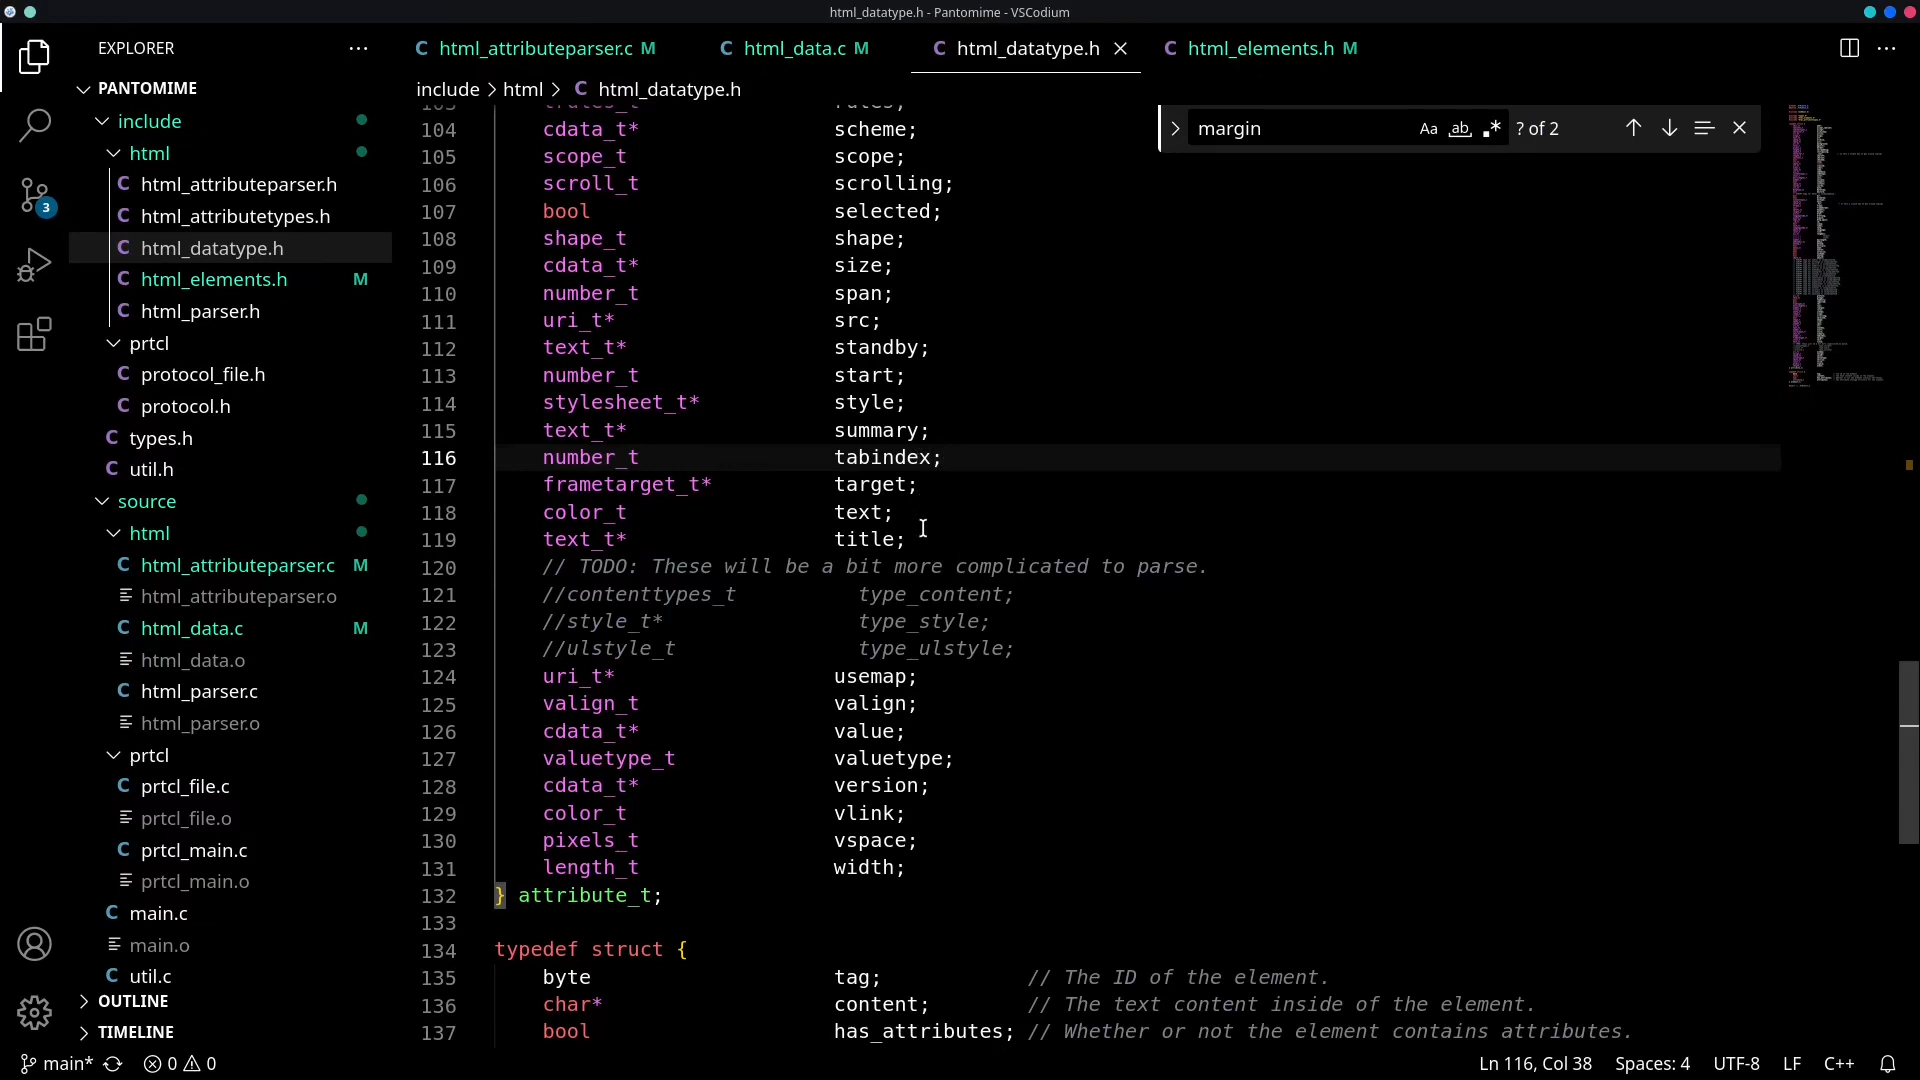 html_datatype.h - Pantomime - VSCodium
EXPLORER
C html_attributeparser.c M
C html_data.c M
C html_datatype.h
C html_elements.h M
PANTOMIME
include > html > C html_datatype.h
include
html
C html_attributeparser.h
C html_attributetypes.h
C html_datatype.h
C html_elements.h M
C html_parser.h
prtcl
C protocol_file.h
C protocol.h
C types.h
C util.h
source
html
C html_attributeparser.c M
html_attributeparser.o
C html_data.c M
html_data.o
C html_parser.c
html_parser.o
prtcl
C prtcl_file.c
prtcl_file.o
C prtcl_main.c
prtcl_main.o
C main.c
main.o
C util.c
OUTLINE
TIMELINE
3
margin Aa ab .* ? of 2
104 cdata_t* scheme;
105 scope_t scope;
106 scroll_t scrolling;
107 bool selected;
108 shape_t shape;
109 cdata_t* size;
110 number_t span;
111 uri_t* src;
112 text_t* standby;
113 number_t start;
114 stylesheet_t* style;
115 text_t* summary;
116 number_t tabindex;
117 frametarget_t* target;
118 color_t text;
119 text_t* title;
120 // TODO: These will be a bit more complicated to parse.
121 //contenttypes_t type_content;
122 //style_t* type_style;
123 //ulstyle_t type_ulstyle;
124 uri_t* usemap;
125 valign_t valign;
126 cdata_t* value;
127 valuetype_t valuetype;
128 cdata_t* version;
129 color_t vlink;
130 pixels_t vspace;
131 length_t width;
132 } attribute_t;
133
134 typedef struct {
135 byte tag; // The ID of the element.
136 char* content; // The text content inside of the element.
137 bool has_attributes; // Whether or not the element contains attributes.
main* 0 0
Ln 116, Col 38 Spaces: 4 UTF-8 LF C++